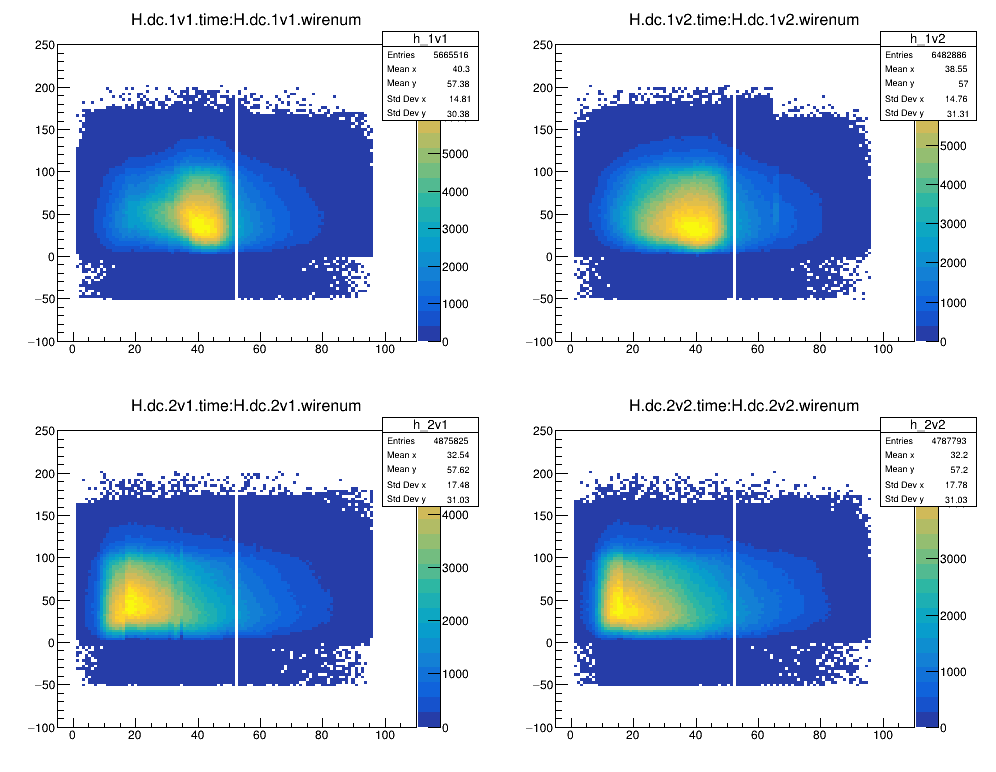 H.dc.1v1.time:H.dc.1v1.wirenum
h_1v1
Entries 5665516
Mean x 40.3
Mean y 57.38
Std Dev x 14.81
Std Dev y 30.38
250
200
150
100
50
0
−50
−100
0 20 40 60 80 100
5000
4000
3000
2000
1000
0
H.dc.1v2.time:H.dc.1v2.wirenum
h_1v2
Entries 6482886
Mean x 38.55
Mean y 57
Std Dev x 14.76
Std Dev y 31.31
250
200
150
100
50
0
−50
−100
0 20 40 60 80 100
5000
4000
3000
2000
1000
0
H.dc.2v1.time:H.dc.2v1.wirenum
h_2v1
Entries 4875825
Mean x 32.54
Mean y 57.62
Std Dev x 17.48
Std Dev y 31.03
250
200
150
100
50
0
−50
−100
0 20 40 60 80 100
4000
3000
2000
1000
0
H.dc.2v2.time:H.dc.2v2.wirenum
h_2v2
Entries 4787793
Mean x 32.2
Mean y 57.2
Std Dev x 17.78
Std Dev y 31.03
250
200
150
100
50
0
−50
−100
0 20 40 60 80 100
3000
2000
1000
0